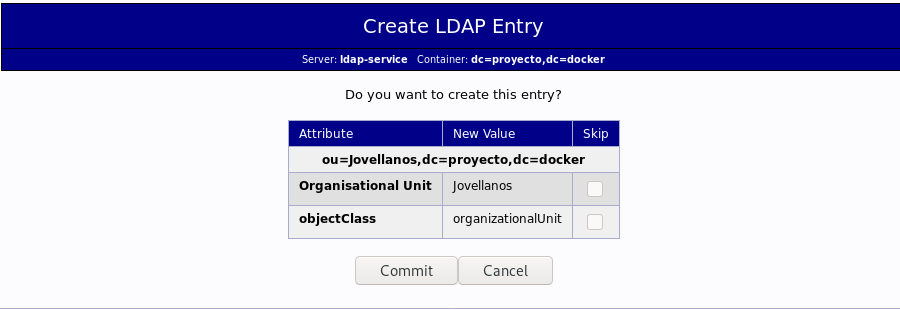 Create LDAP Entry
Server: ldap-service Container: dc=proyecto,dc=docker
Do you want to create this entry?
Attribute New Value Skip
ou=Jovellanos,dc=proyecto,dc=docker
Organisational Unit Jovellanos
objectClass organizationalUnit
Commit Cancel